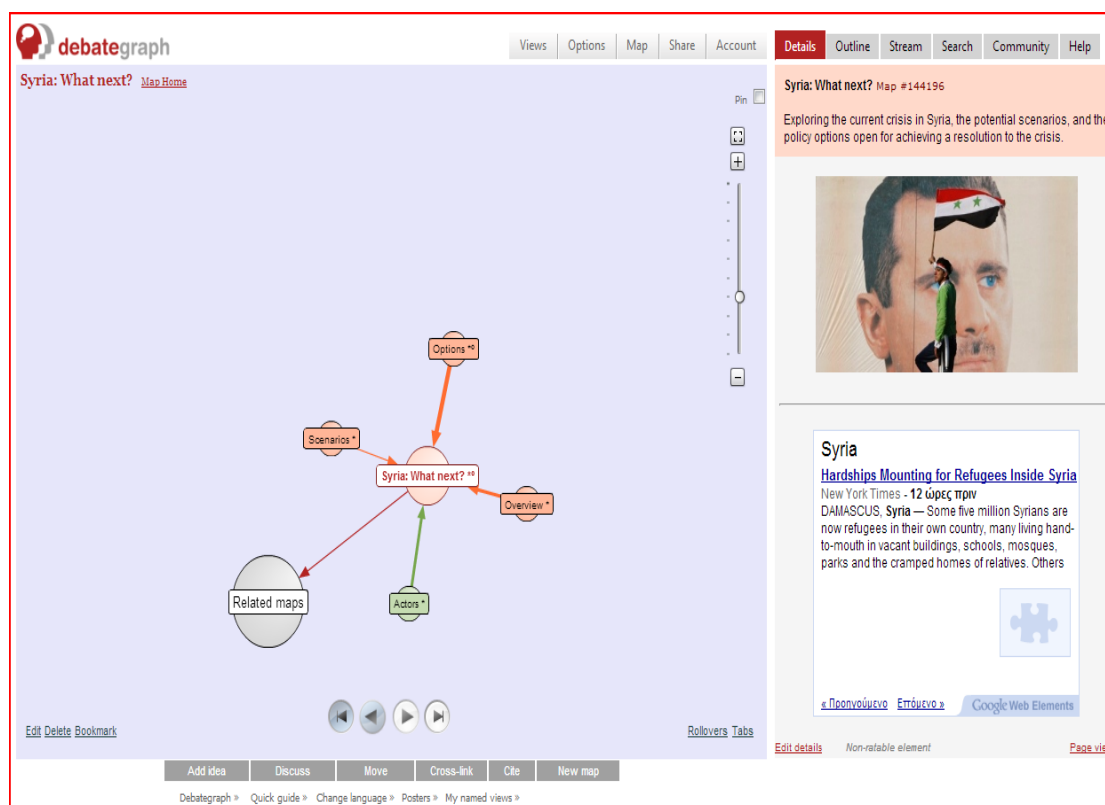 debategraph
Views Options Map Share Account
Details Outline Stream Search Community Help
Syria: What next? Map Home
Pin
Syria: What next? Map #144196
Exploring the current crisis in Syria, the potential scenarios, and the
policy options open for achieving a resolution to the crisis.
Options *º
Scenarios *
Syria: What next? *º
Overview *
Related maps
Actors *
Syria
Hardships Mounting for Refugees Inside Syria
New York Times - 12 ώρες πριν
DAMASCUS, Syria — Some five million Syrians are
now refugees in their own country, many living hand-
to-mouth in vacant buildings, schools, mosques,
parks and the cramped homes of relatives. Others
« Προηγούμενο Επόμενο » Google Web Elements
Edit Delete Bookmark
Rollovers Tabs
Edit details Non-ratable element Page vie
Add idea Discuss Move Cross-link Cite New map
Debategraph » Quick guide » Change language » Posters » My named views »